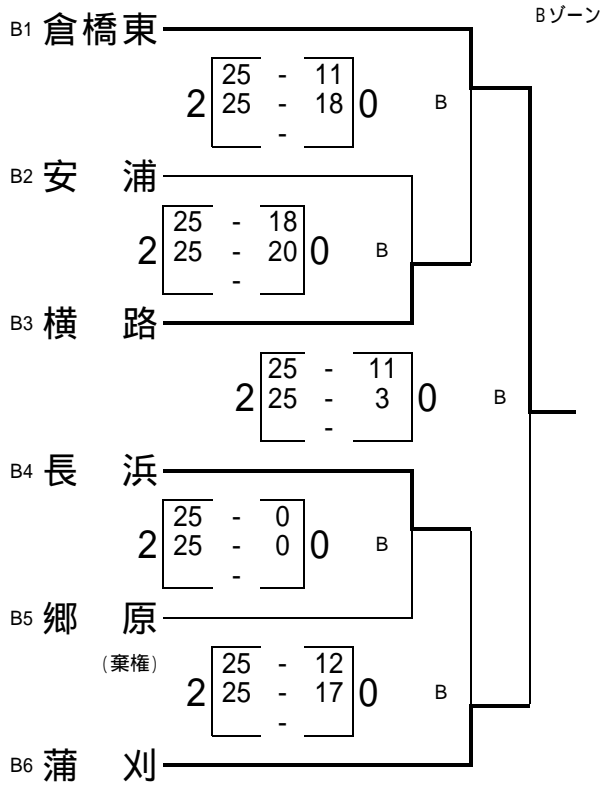 Bゾーン
B1 倉橋東
25 - 11
2 25 - 18 0 B
-
B2 安　浦
25 - 18
2 25 - 20 0 B
-
B3 横　路
25 - 11
2 25 - 3 0 B
-
B4 長　浜
25 - 0
2 25 - 0 0 B
-
B5 郷　原
(棄権)
25 - 12
2 25 - 17 0 B
-
B6 蒲　刈